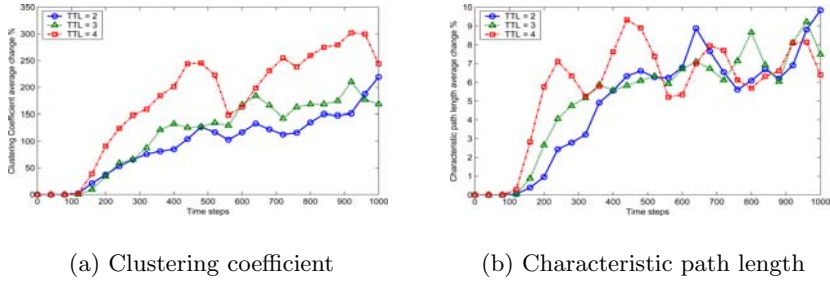 350
300
250
200
150
100
50
0
Clustering Coefficient average change %
TTL = 2
TTL = 3
TTL = 4
0 100 200 300 400 500 600 700 800 900 1000
Time steps
(a) Clustering coefficient
10
9
8
7
6
5
4
3
2
1
0
Characteristic path length average change %
TTL = 2
TTL = 3
TTL = 4
0 100 200 300 400 500 600 700 800 900 1000
Time steps
(b) Characteristic path length